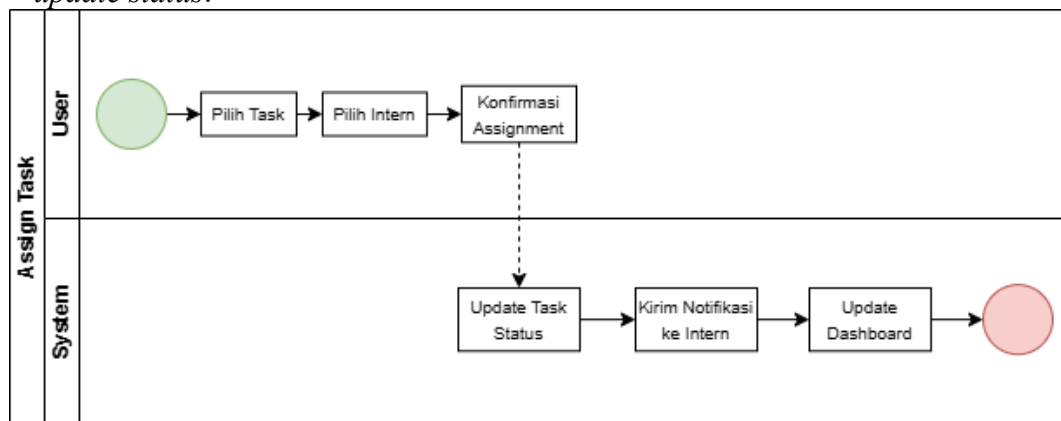 update status.
Assign Task
User
Pilih Task
Pilih Intern
Konfirmasi
Assignment
System
Update Task
Status
Kirim Notifikasi
ke Intern
Update
Dashboard